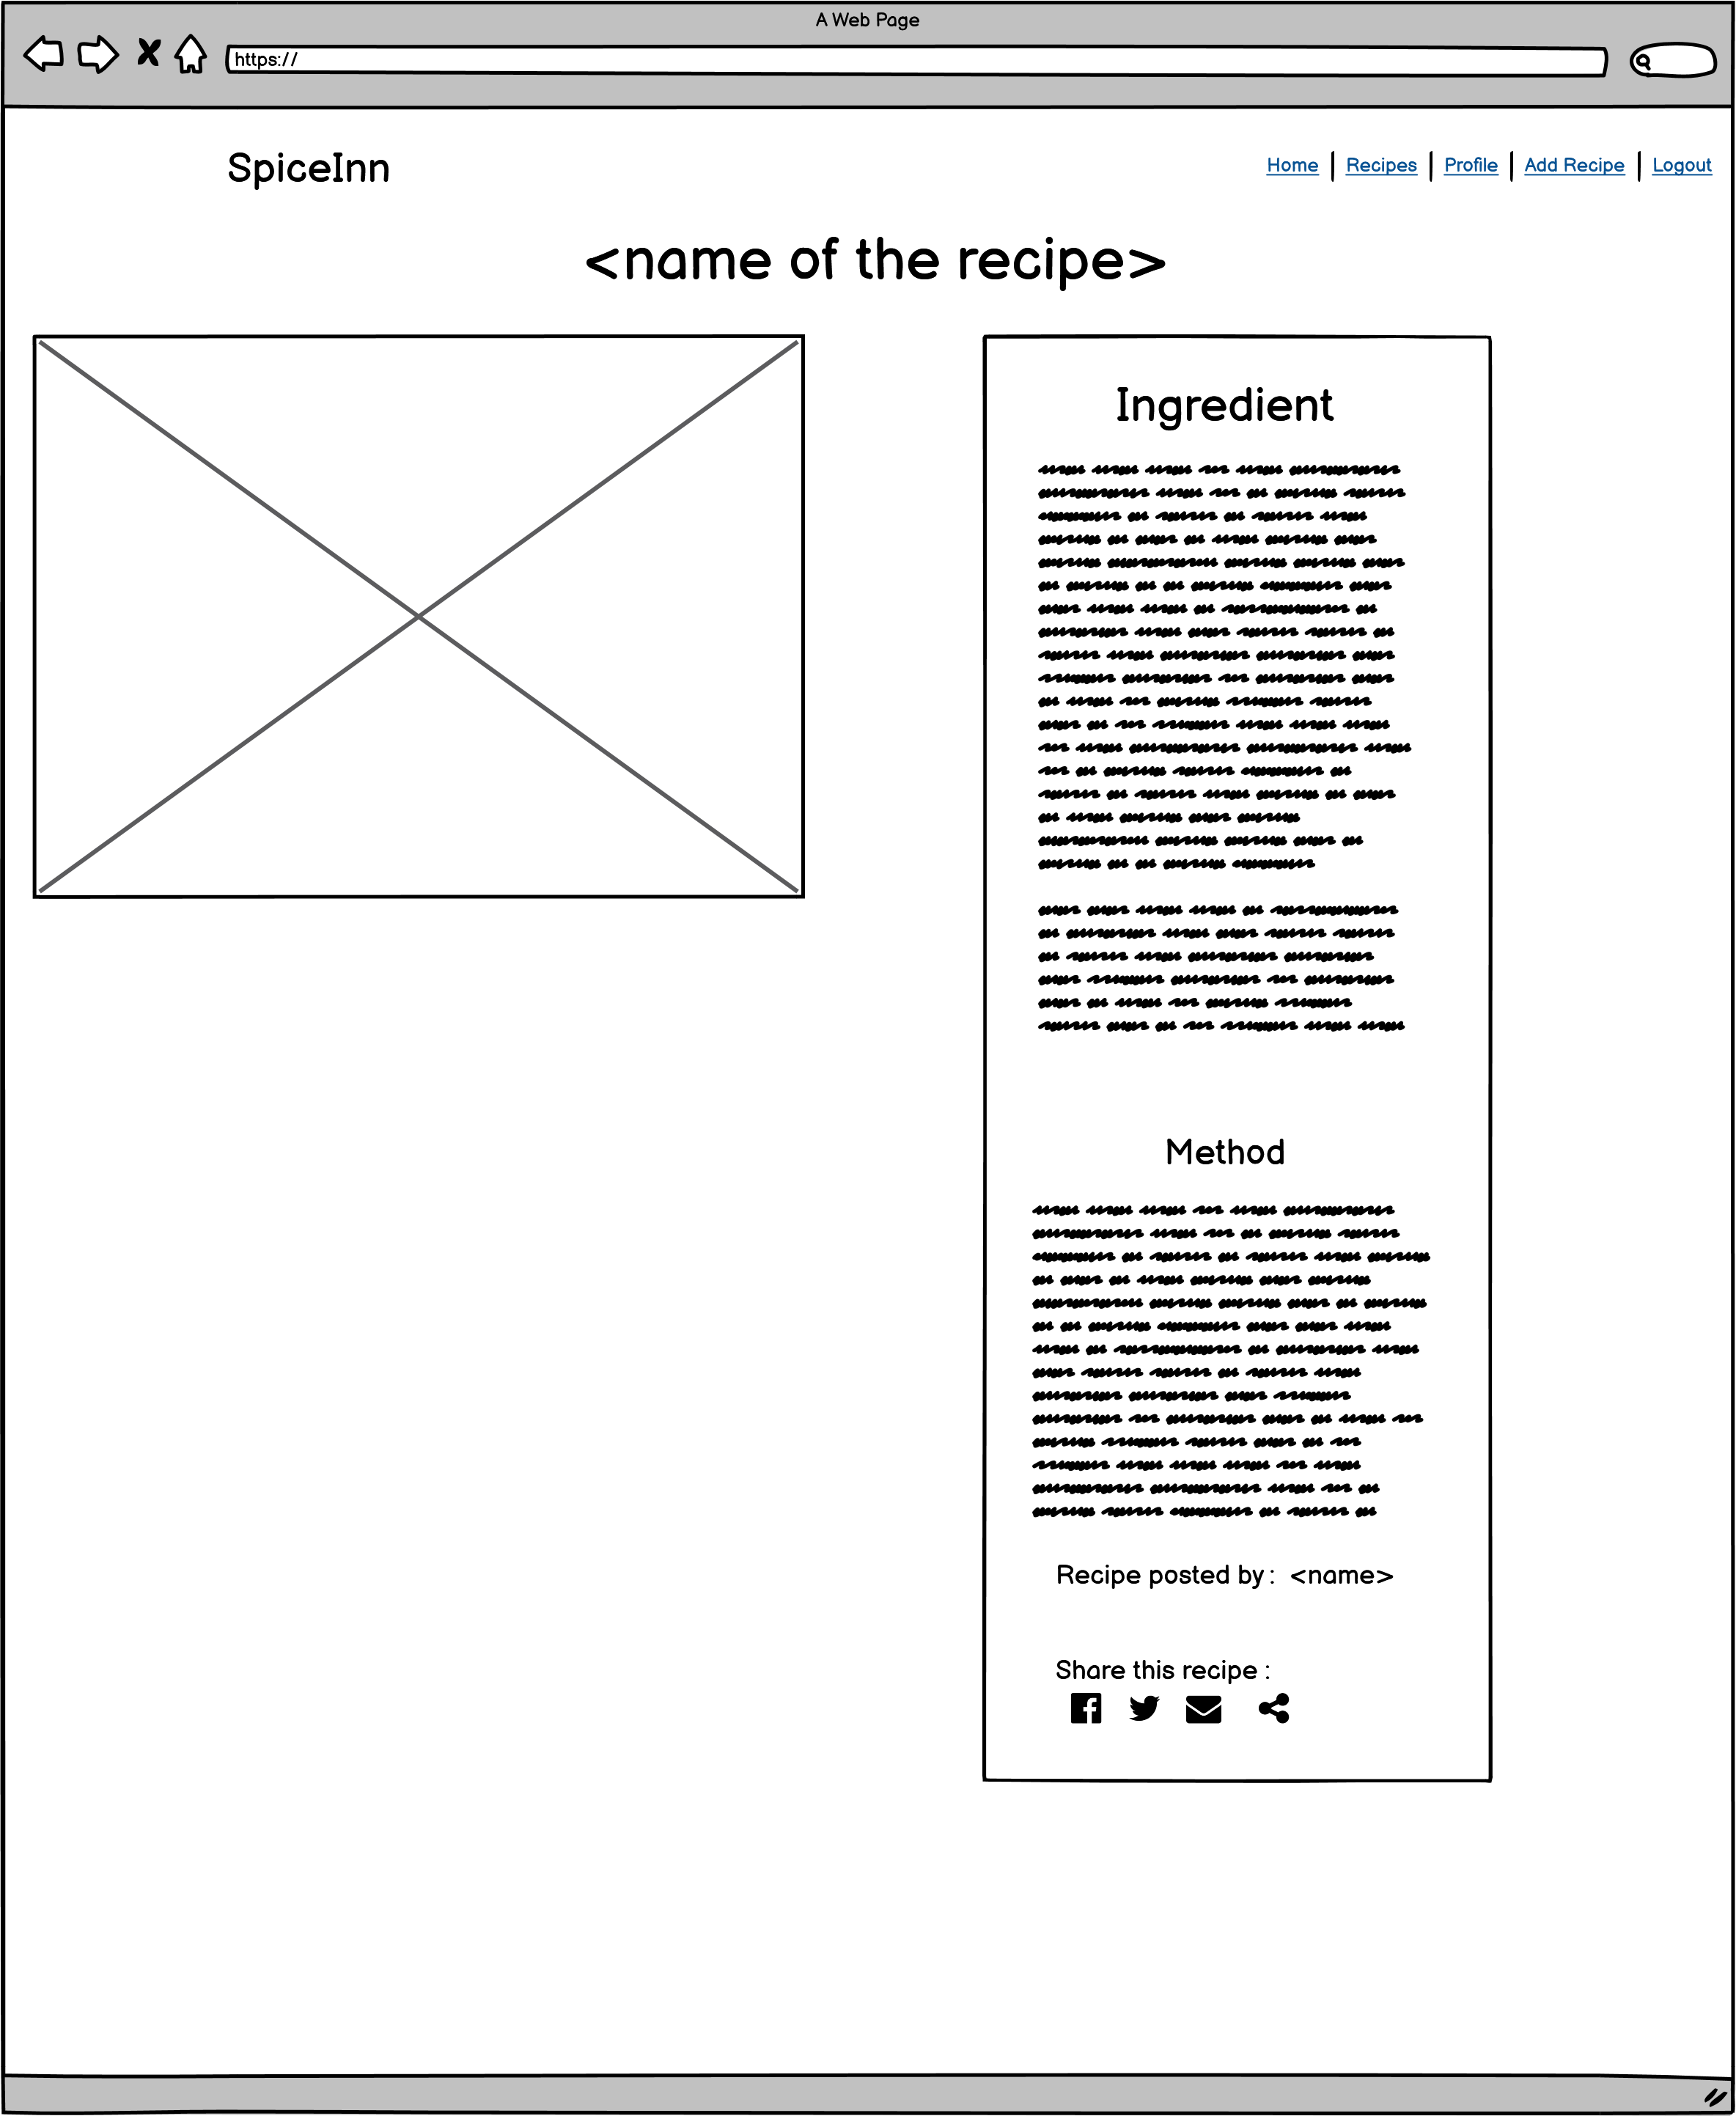 A Web Page
https://
SpiceInn
Home | Recipes | Profile | Add Recipe | Logout
<name of the recipe>
Ingredient
Method
Recipe posted by : <name>
Share this recipe :